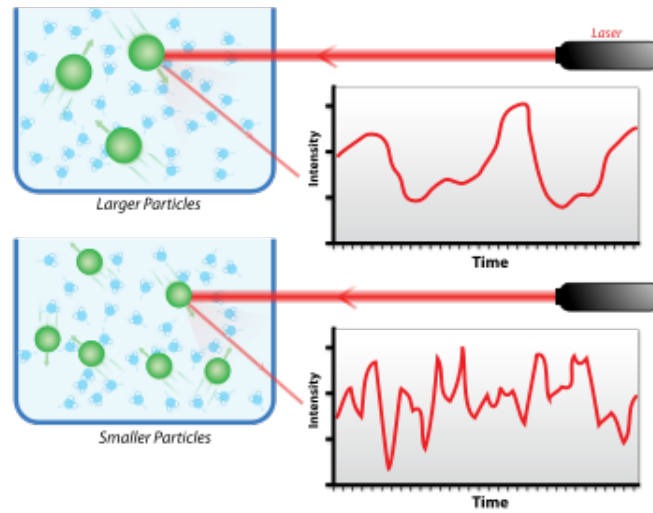 Laser
Intensity
Larger Particles
Time
Intensity
Smaller Particles
Time